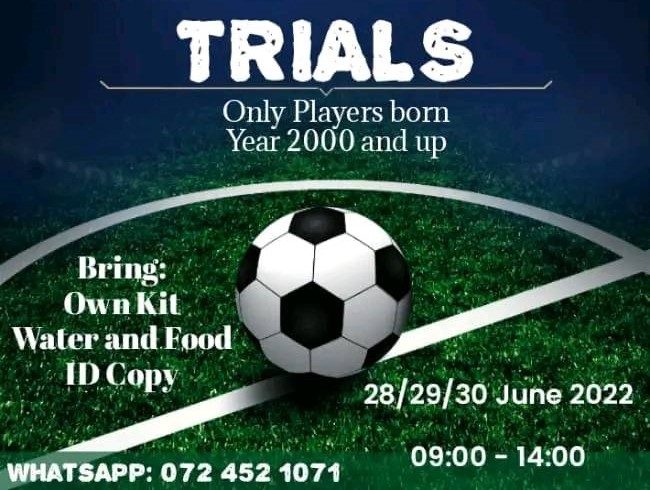 TRIALS
Only Players born
Year 2000 and up
Bring:
Own Kit
Water and Food
ID Copy
28/29/30 June 2022
09:00 - 14:00
WHATSAPP: 072 452 1071